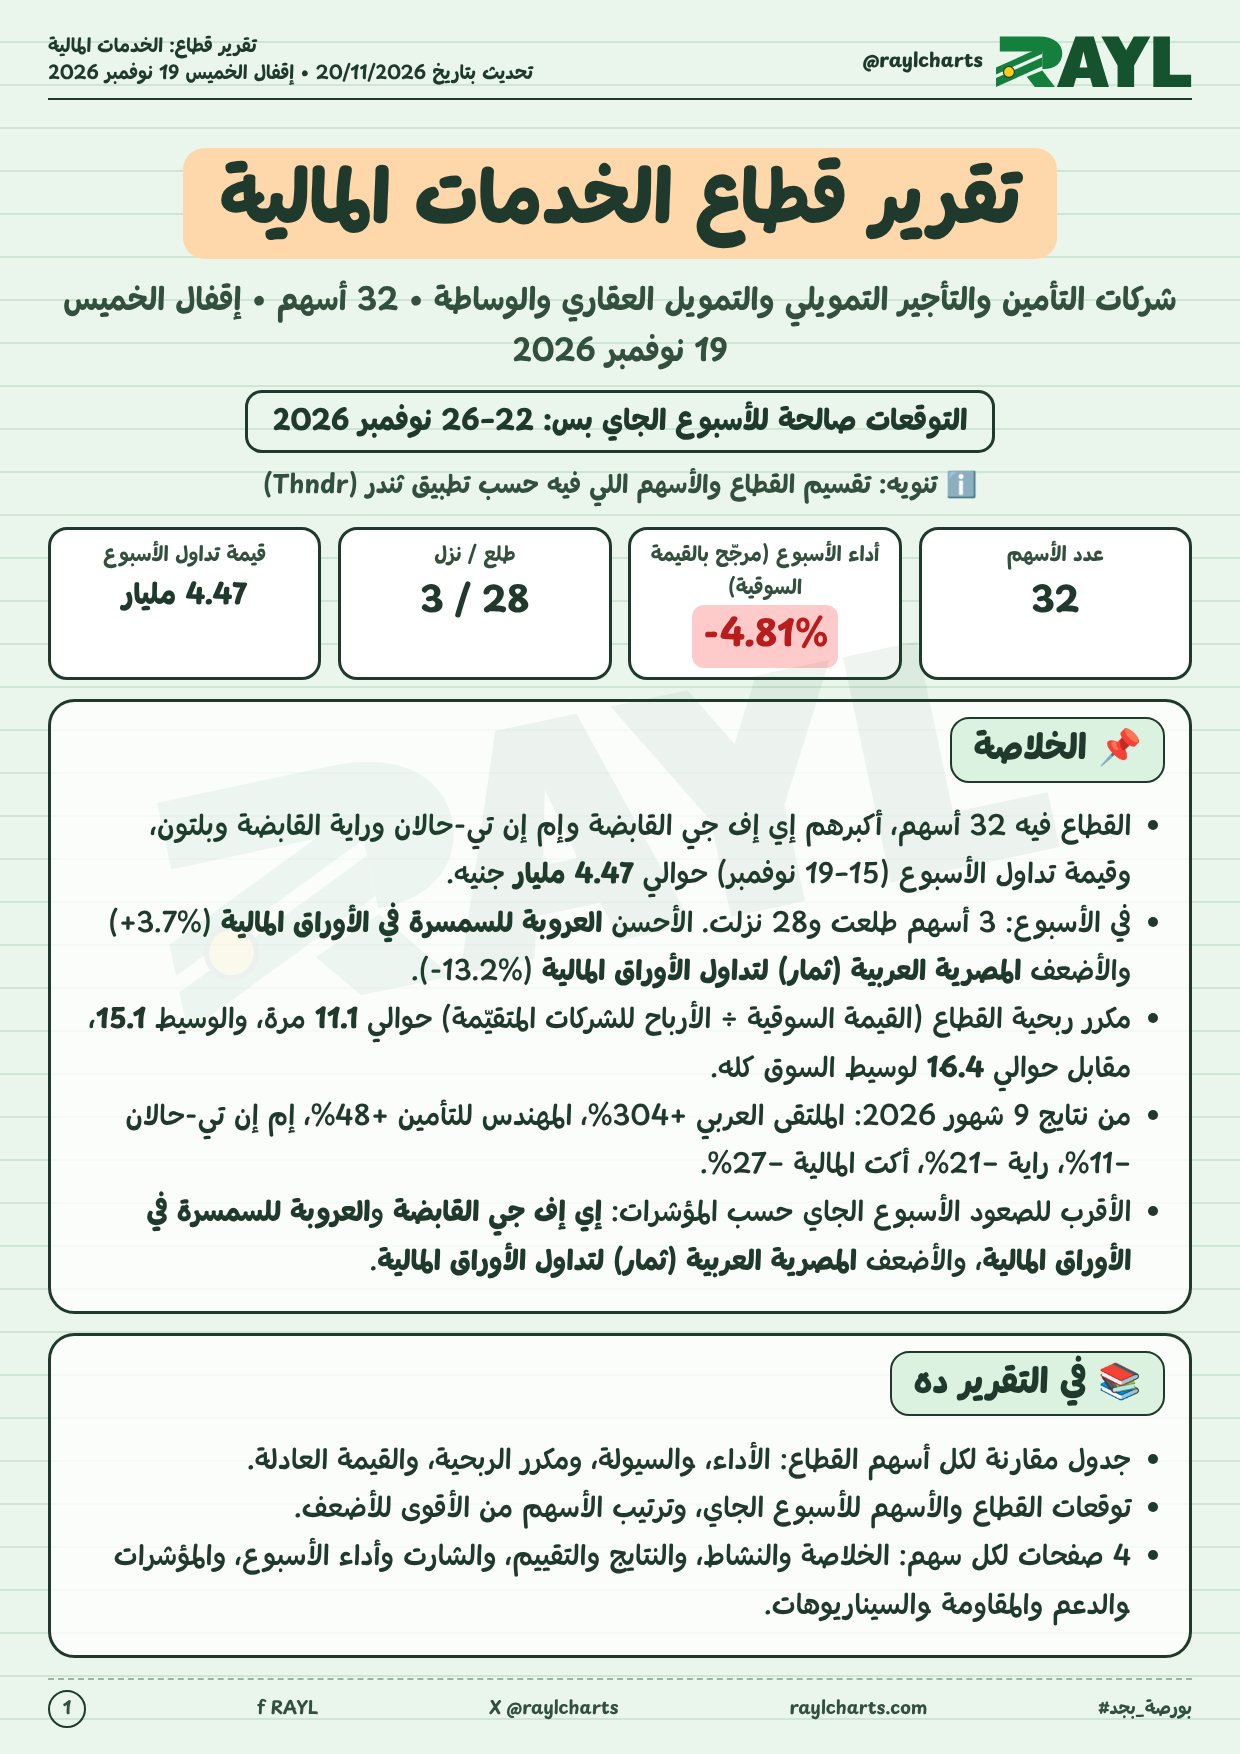 RAYL
@raylcharts
تقرير قطاع: الخدمات المالية
تحديث بتاريخ 20/11/2026 • إقفال الخميس 19 نوفمبر 2026
تقرير قطاع الخدمات المالية
شركات التأمين والتأجير التمويلي والتمويل العقاري والوساطة • 32 أسهم • إقفال الخميس
19 نوفمبر 2026
التوقعات صالحة للأسبوع الجاي بس: 22–26 نوفمبر 2026
ℹ️ تنويه: تقسيم القطاع والأسهم اللي فيه حسب تطبيق ثندر (Thndr)
عدد الأسهم
32
أداء الأسبوع (مرجّح بالقيمة
السوقية)
-4.81%
طلع / نزل
3 / 28
قيمة تداول الأسبوع
4.47 مليار
📌 الخلاصة
• القطاع فيه 32 أسهم، أكبرهم إي إف جي القابضة وإم إن تي-حالان وراية القابضة وبلتون،
وقيمة تداول الأسبوع (15–19 نوفمبر) حوالي 4.47 مليار جنيه.
• في الأسبوع: 3 أسهم طلعت و28 نزلت. الأحسن العروبة للسمسرة في الأوراق المالية (+3.7%)
والأضعف المصرية العربية (ثمار) لتداول الأوراق المالية (-13.2%).
• مكرر ربحية القطاع (القيمة السوقية ÷ الأرباح للشركات المتقيّمة) حوالي 11.1 مرة، والوسيط 15.1،
مقابل حوالي 16.4 لوسيط السوق كله.
• من نتايج 9 شهور 2026: الملتقى العربي +304%، المهندس للتأمين +48%، إم إن تي-حالان
–11%، راية –21%، أكت المالية –27%.
• الأقرب للصعود الأسبوع الجاي حسب المؤشرات: إي إف جي القابضة والعروبة للسمسرة في
الأوراق المالية، والأضعف المصرية العربية (ثمار) لتداول الأوراق المالية.
📚 في التقرير ده
• جدول مقارنة لكل أسهم القطاع: الأداء، والسيولة، ومكرر الربحية، والقيمة العادلة.
• توقعات القطاع والأسهم للأسبوع الجاي، وترتيب الأسهم من الأقوى للأضعف.
• 4 صفحات لكل سهم: الخلاصة والنشاط، والنتايج والتقييم، والشارت وأداء الأسبوع، والمؤشرات
والدعم والمقاومة والسيناريوهات.
#بورصة_بجد
raylcharts.com
X @raylcharts
f RAYL
1